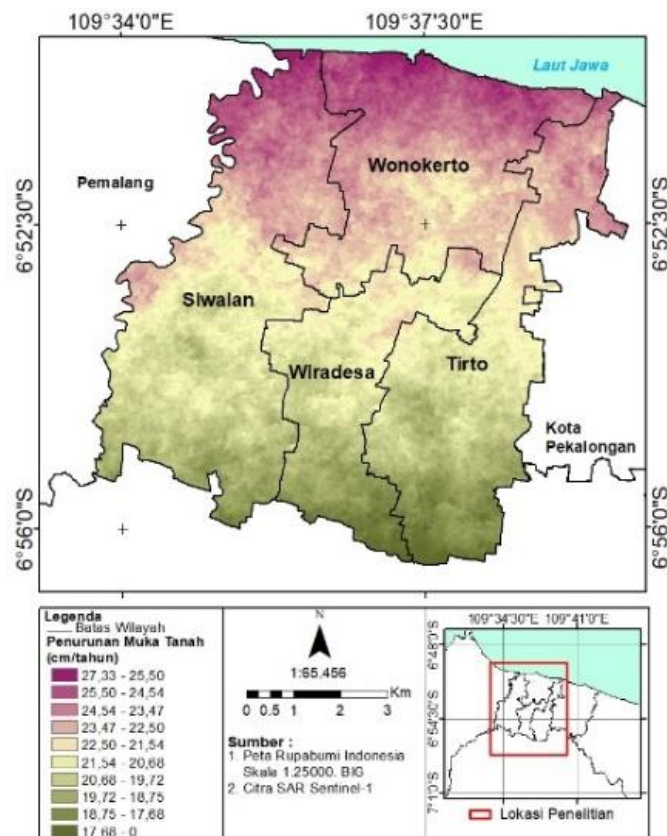 109°34'0"E 109°37'30"E
Laut Jawa
Wonokerto
Pemalang
6°52'30"S
6°52'30"S
Siwalan
Wiradesa
Tirto
Kota
Pekalongan
6°56'0"S
6°56'0"S
Legenda
Batas Wilayah
Penurunan Muka Tanah
(cm/tahun)
27,33 - 25,50
25,50 - 24,54
24,54 - 23,47
23,47 - 22,50
22,50 - 21,54
21,54 - 20,68
20,68 - 19,72
19,72 - 18,75
18,75 - 17,68
17,68 - 0
N
1:65.456
Km
0 0.5 1 2 3
Sumber :
1. Peta Rupabumi Indonesia
Skala 1:25000. BIG
2. Citra SAR Sentinel-1
109°34'30"E 109°41'0"E
6°48'0"S
6°54'30"S
7°1'0"S
Lokasi Penelitian